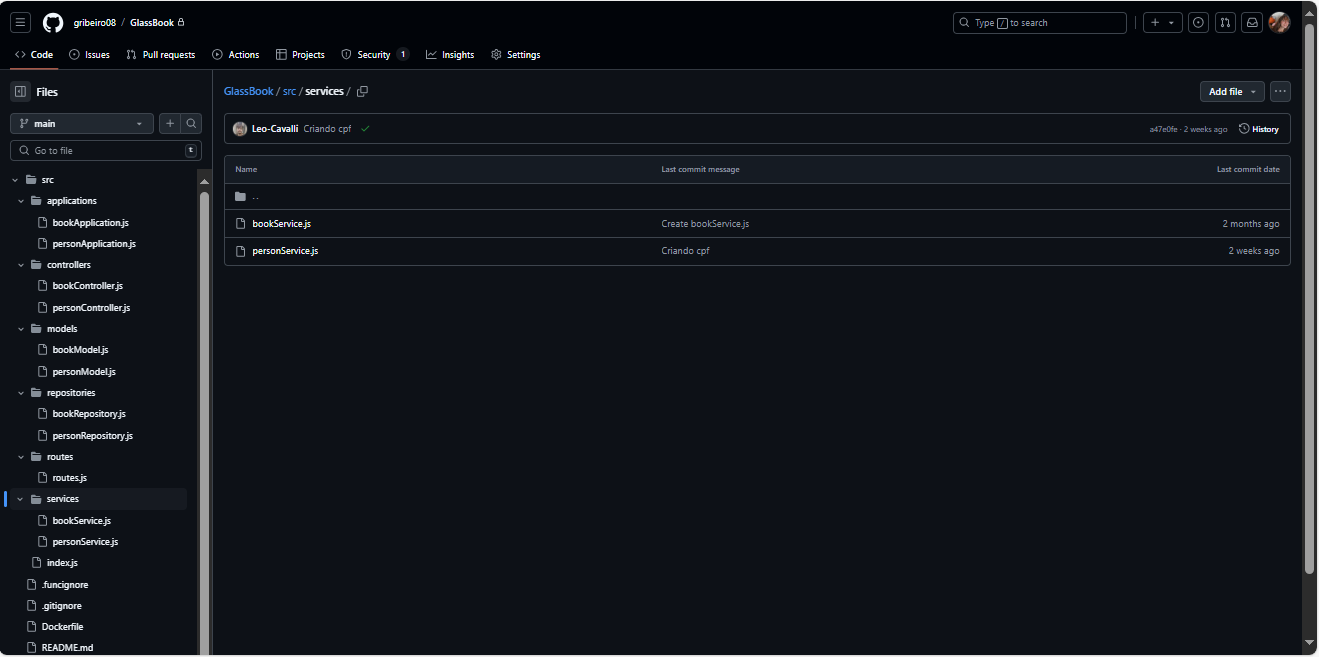 gribeiro08 / GlassBook
Type / to search
Code Issues Pull requests Actions Projects Security 1 Insights Settings
Files
main
Go to file t
src
applications
bookApplication.js
personApplication.js
controllers
bookController.js
personController.js
models
bookModel.js
personModel.js
repositories
bookRepository.js
personRepository.js
routes
routes.js
services
bookService.js
personService.js
index.js
.funcignore
.gitignore
Dockerfile
README.md
GlassBook / src / services /
Add file
Leo-Cavalli Criando cpf a47e0fe · 2 weeks ago History
Name Last commit message Last commit date
..
bookService.js Create bookService.js 2 months ago
personService.js Criando cpf 2 weeks ago